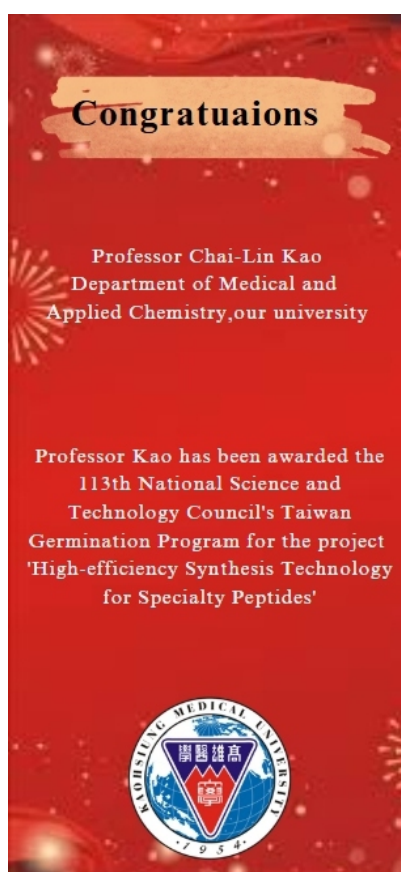 Congratuaions
Professor Chai-Lin Kao
Department of Medical and
Applied Chemistry,our university
Professor Kao has been awarded the
113th National Science and
Technology Council's Taiwan
Germination Program for the project
'High-efficiency Synthesis Technology
for Specialty Peptides'
KAOHSIUNG MEDICAL UNIVERSITY
學醫雄高
·1954·